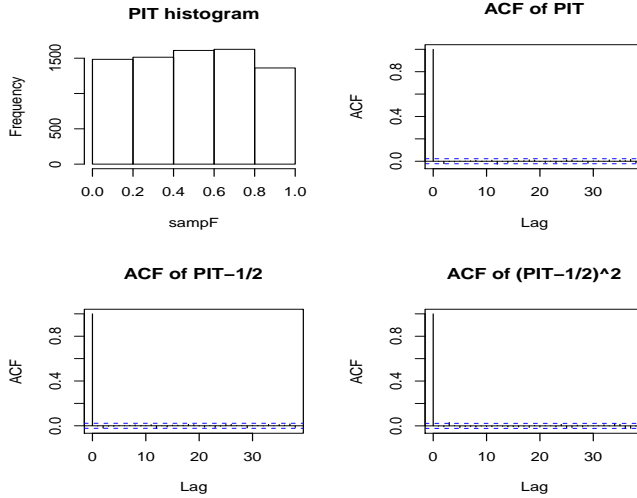 PIT histogram
Frequency
0 500 1500
0.0 0.2 0.4 0.6 0.8 1.0
sampF
ACF of PIT
ACF
0.0 0.4 0.8
0 10 20 30
Lag
ACF of PIT−1/2
ACF
0.0 0.4 0.8
0 10 20 30
Lag
ACF of (PIT−1/2)^2
ACF
0.0 0.4 0.8
0 10 20 30
Lag